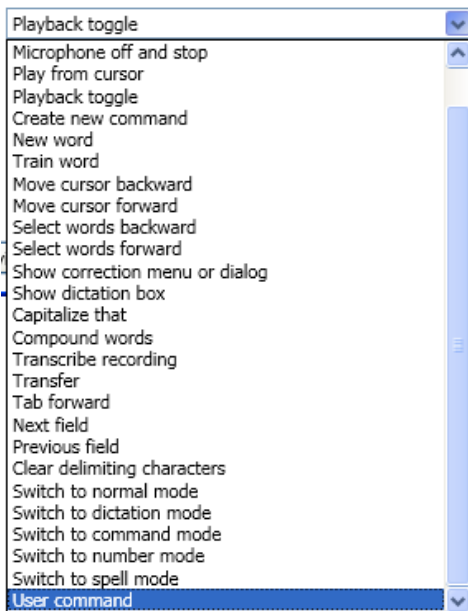 Playback toggle
Microphone off and stop
Play from cursor
Playback toggle
Create new command
New word
Train word
Move cursor backward
Move cursor forward
Select words backward
Select words forward
Show correction menu or dialog
Show dictation box
Capitalize that
Compound words
Transcribe recording
Transfer
Tab forward
Next field
Previous field
Clear delimiting characters
Switch to normal mode
Switch to dictation mode
Switch to command mode
Switch to number mode
Switch to spell mode
User command